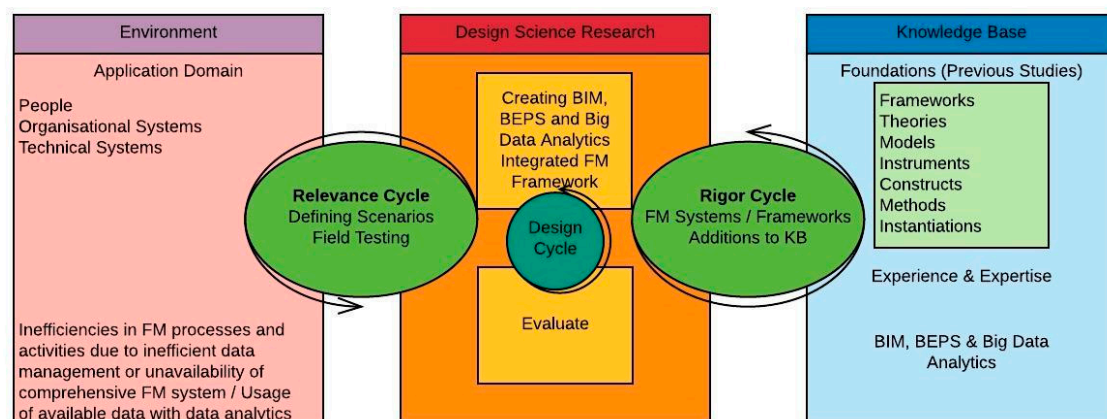 Environment
Application Domain
People
Organisational Systems
Technical Systems
Inefficiencies in FM processes and
activities due to inefficient data
management or unavailability of
comprehensive FM system / Usage
of available data with data analytics
Relevance Cycle
Defining Scenarios
Field Testing
Design Science Research
Creating BIM,
BEPS and Big
Data Analytics
Integrated FM
Framework
Design
Cycle
Evaluate
Rigor Cycle
FM Systems / Frameworks
Additions to KB
Knowledge Base
Foundations (Previous Studies)
Frameworks
Theories
Models
Instruments
Constructs
Methods
Instantiations
Experience & Expertise
BIM, BEPS & Big Data
Analytics